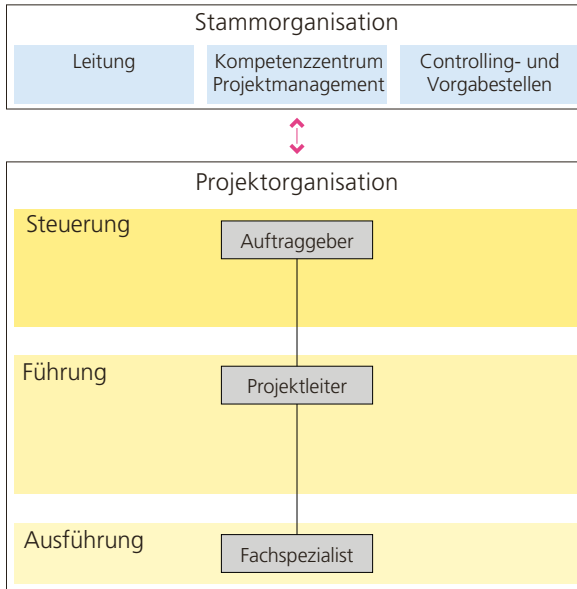 Stammorganisation
Leitung
Kompetenzzentrum
Projektmanagement
Controlling- und
Vorgabestellen
Projektorganisation
Steuerung
Auftraggeber
Führung
Projektleiter
Ausführung
Fachspezialist